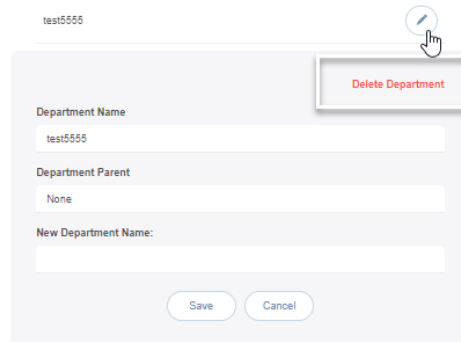 test5555
Delete Department
Department Name
test5555
Department Parent
None
New Department Name:
Save Cancel